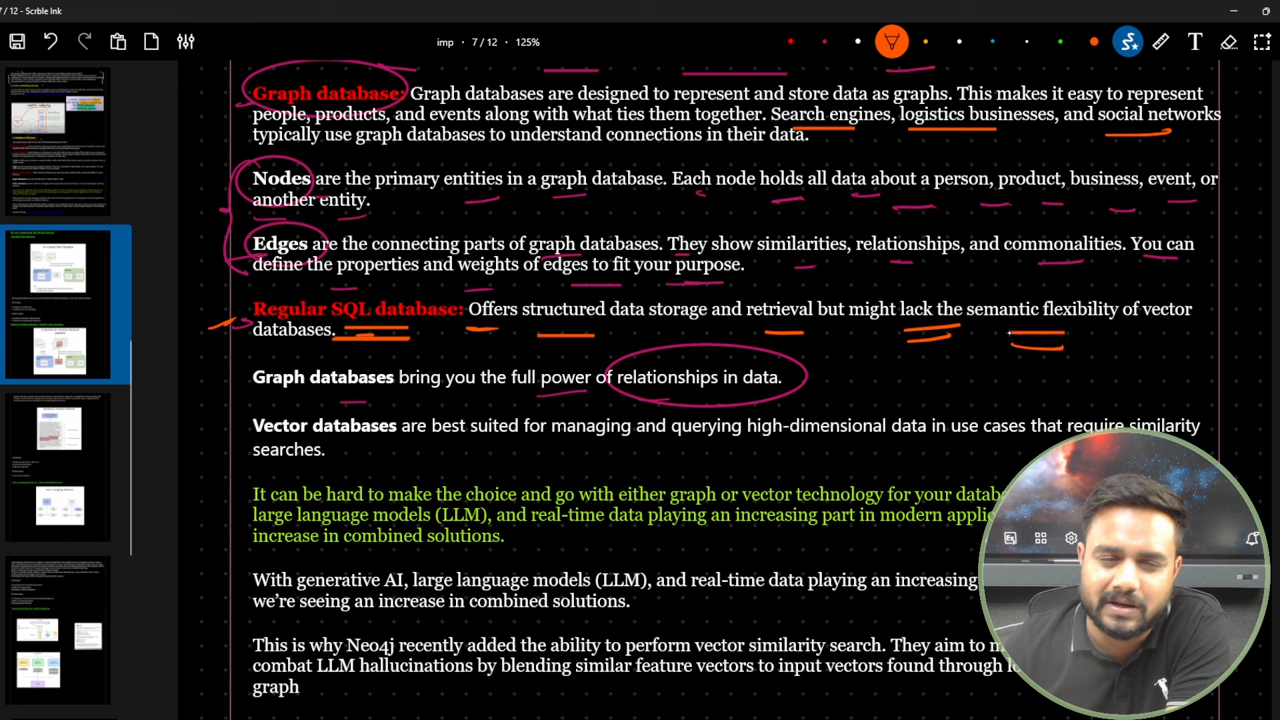 7 / 12 - Scrble Ink
imp • 7 / 12 • 125%
Graph database: Graph databases are designed to represent and store data as graphs. This makes it easy to represent
people, products, and events along with what ties them together. Search engines, logistics businesses, and social networks
typically use graph databases to understand connections in their data.
Nodes are the primary entities in a graph database. Each node holds all data about a person, product, business, event, or
another entity.
Edges are the connecting lines of graph databases. They show similarities, relationships, and commonalities. You can
define the properties and weights of edges to fit your purpose.
Regular SQL database: Offers structured data storage and retrieval but might lack the semantic flexibility of vector
databases.
Graph databases bring you the full power of relationships in data.
Vector databases are best suited for managing and querying high-dimensional data in use cases that require similarity
searches.
It can be hard to make the choice and go with either graph or vector technology for your
large language models (LLM), and real-time data playing an increasing part in modern
increase in combined solutions.
With generative AI, large language models (LLM), and real-time data playing an increasing
we're seeing an increase in combined solutions.
This is why Neo4j recently added the ability to perform vector similarity search. They aim to
combat LLM hallucinations by blending similar feature vectors to input vectors found through
graph